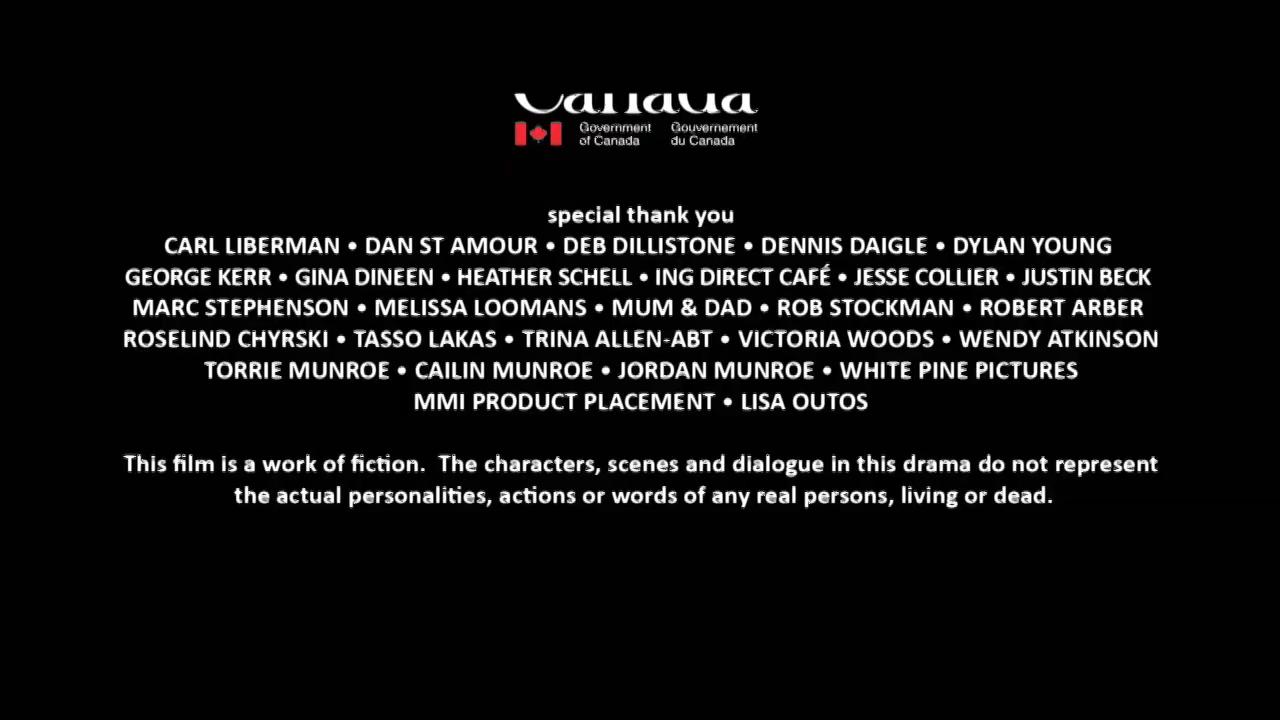 Canada
Government Gouvernement
of Canada du Canada
special thank you
CARL LIBERMAN • DAN ST AMOUR • DEB DILLISTONE • DENNIS DAIGLE • DYLAN YOUNG
GEORGE KERR • GINA DINEEN • HEATHER SCHELL • ING DIRECT CAFÉ • JESSE COLLIER • JUSTIN BECK
MARC STEPHENSON • MELISSA LOOMANS • MUM & DAD • ROB STOCKMAN • ROBERT ARBER
ROSELIND CHYRSKI • TASSO LAKAS • TRINA ALLEN-ABT • VICTORIA WOODS • WENDY ATKINSON
TORRIE MUNROE • CAILIN MUNROE • JORDAN MUNROE • WHITE PINE PICTURES
MMI PRODUCT PLACEMENT • LISA OUTOS
This film is a work of fiction.  The characters, scenes and dialogue in this drama do not represent
the actual personalities, actions or words of any real persons, living or dead.